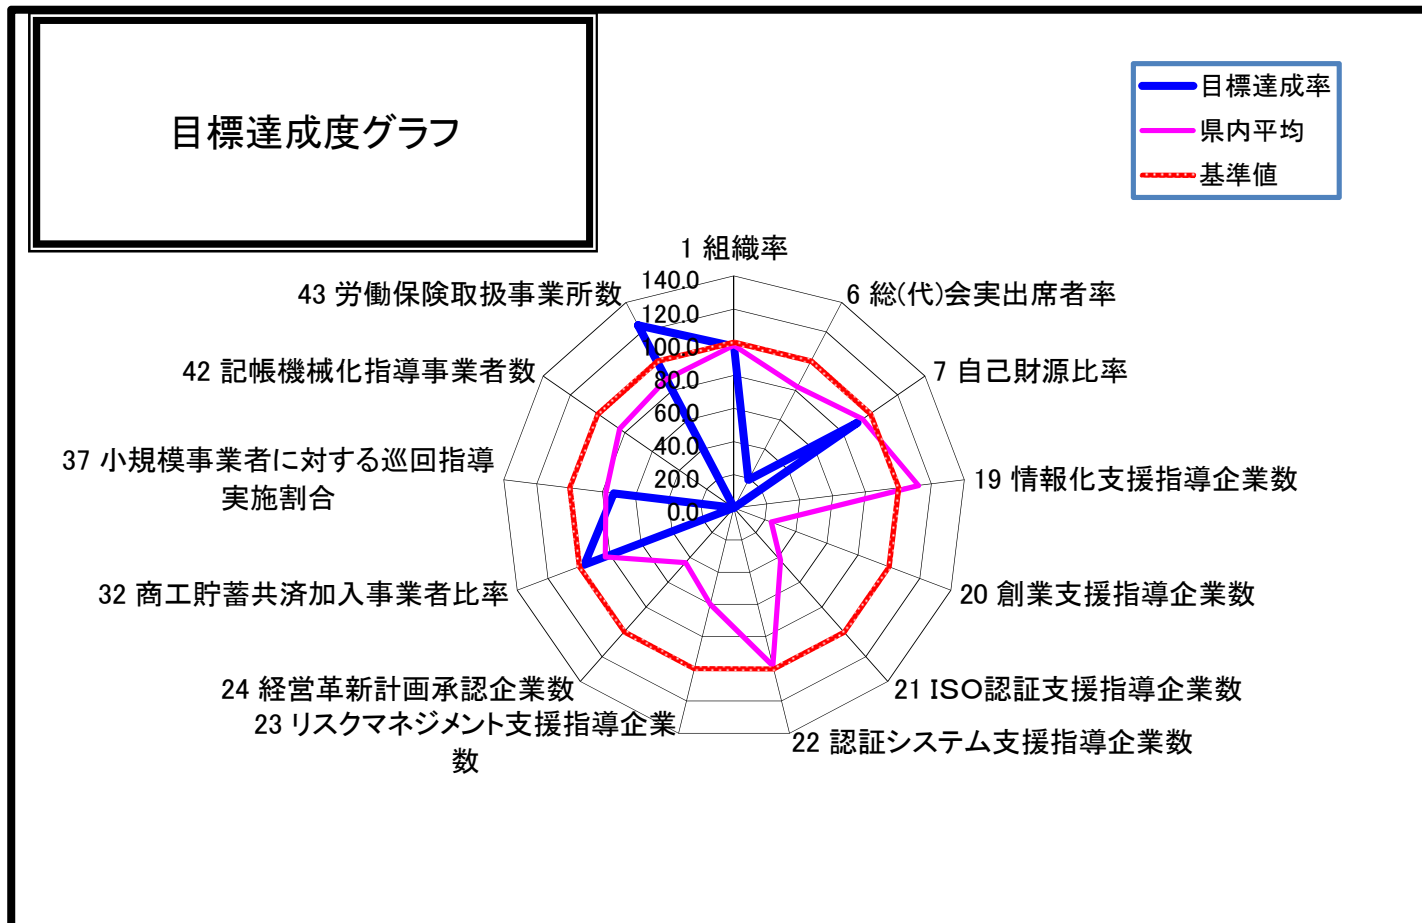 目標達成度グラフ
目標達成率
県内平均
基準値
1 組織率
6 総(代)会実出席者率
7 自己財源比率
19 情報化支援指導企業数
20 創業支援指導企業数
21 ISO認証支援指導企業数
22 認証システム支援指導企業数
23 リスクマネジメント支援指導企業
数
24 経営革新計画承認企業数
32 商工貯蓄共済加入事業者比率
37 小規模事業者に対する巡回指導
実施割合
42 記帳機械化指導事業者数
43 労働保険取扱事業所数
140.0
120.0
100.0
80.0
60.0
40.0
20.0
0.0